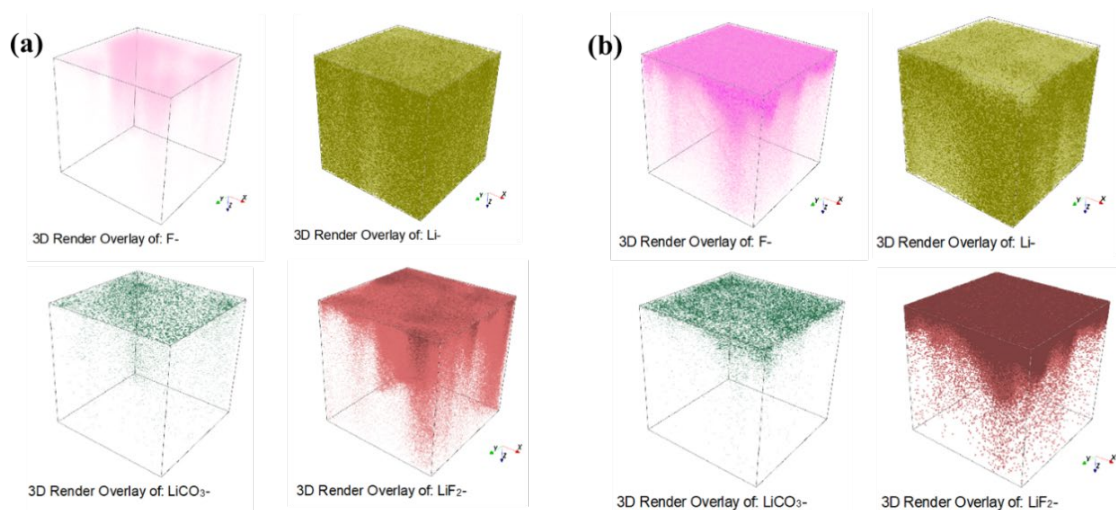 (a)
(b)
Y Z X
3D Render Overlay of: F-
Y Z X
3D Render Overlay of: Li-
Y Z X
3D Render Overlay of: F-
Y Z X
3D Render Overlay of: Li-
3D Render Overlay of: LiCO₃-
Y Z X
3D Render Overlay of: LiF₂-
3D Render Overlay of: LiCO₃-
Y Z X
3D Render Overlay of: LiF₂-